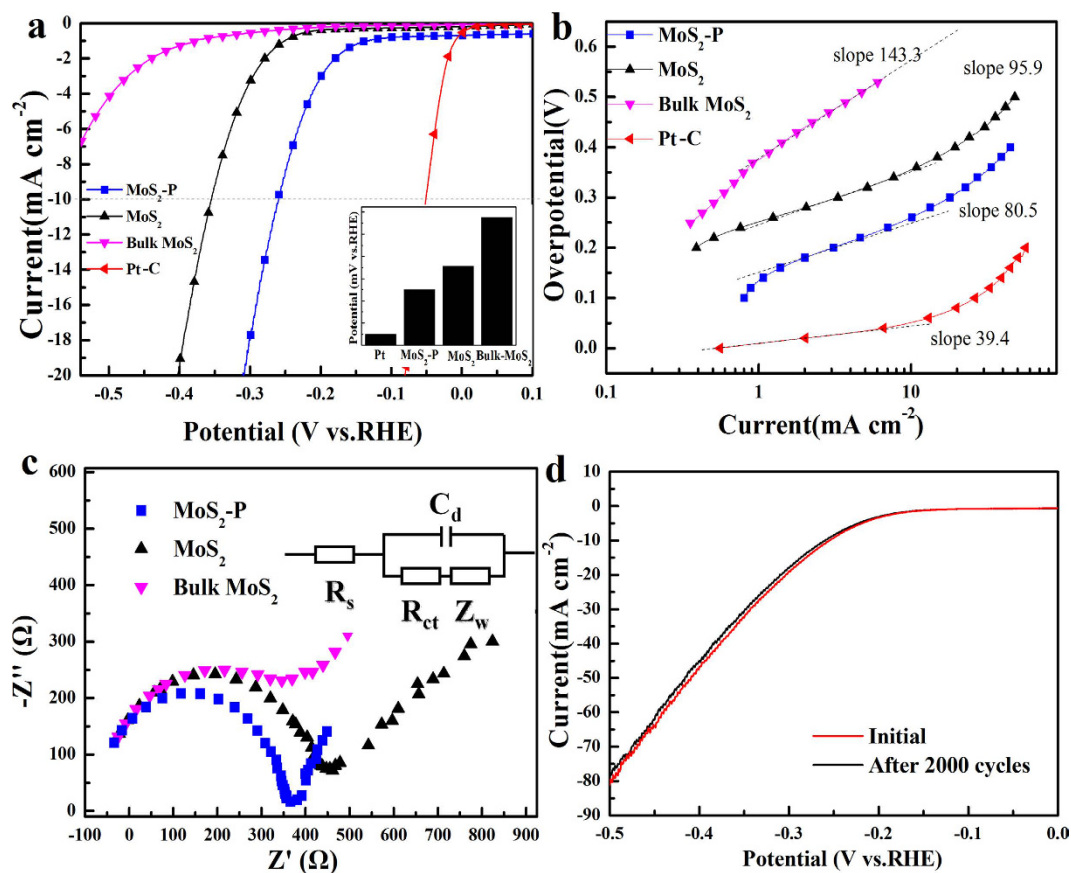 a
Current(mA cm-2)
0
-2
-4
-6
-8
-10
-12
-14
-16
-18
-20
MoS2-P
MoS2
Bulk MoS2
Pt-C
Potential (mV vs.RHE)
Pt MoS2-P MoS2 Bulk-MoS2
-0.5 -0.4 -0.3 -0.2 -0.1 0.0 0.1
Potential (V vs.RHE)
b
Overpotential(V)
0.6
0.5
0.4
0.3
0.2
0.1
0.0
MoS2-P
MoS2
Bulk MoS2
Pt-C
slope 143.3
slope 95.9
slope 80.5
slope 39.4
1 10
Current(mA cm-2)
c
-Z'' (Ω)
600
500
400
300
200
100
0
MoS2-P
MoS2
Bulk MoS2
Cd
Rs
Rct Zw
-100 0 100 200 300 400 500 600 700 800 900
Z' (Ω)
d
Current(mA cm-2)
10
0
-10
-20
-30
-40
-50
-60
-70
-80
-90
Initial
After 2000 cycles
-0.5 -0.4 -0.3 -0.2 -0.1 0.0
Potential (V vs.RHE)